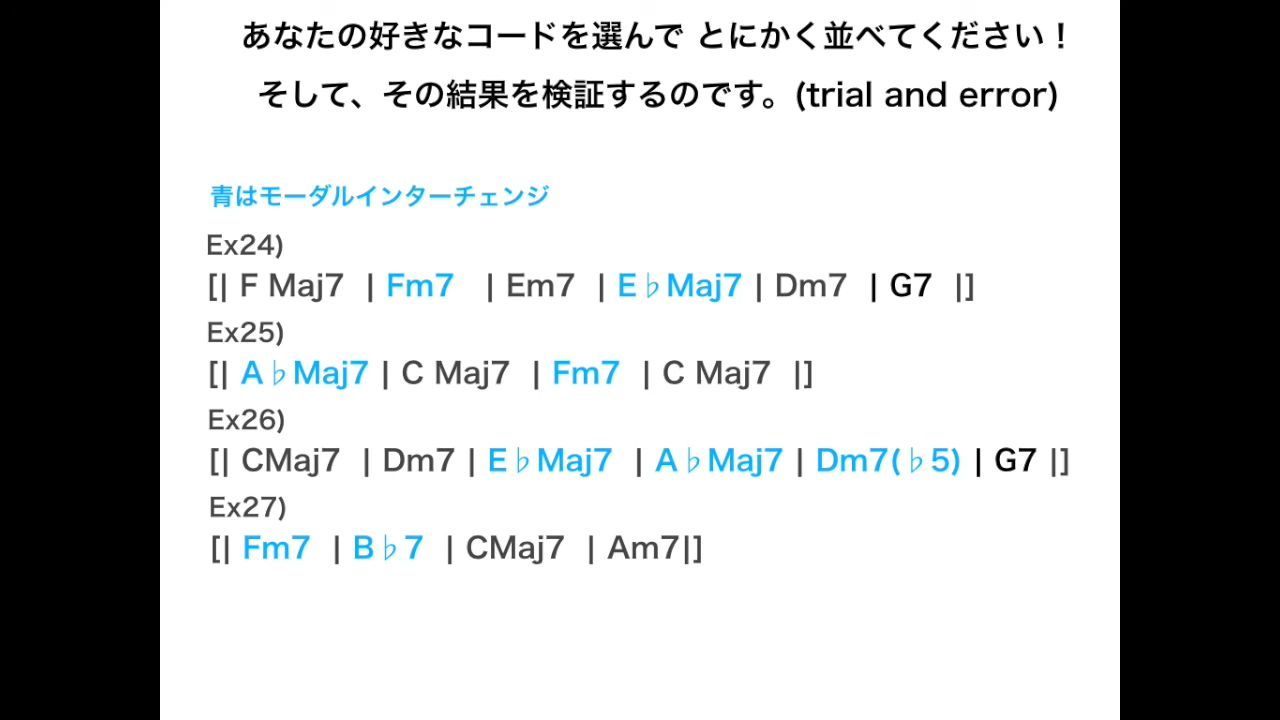 あなたの好きなコードを選んで とにかく並べてください！
そして、その結果を検証するのです。(trial and error)
青はモーダルインターチェンジ
Ex24)
[| F Maj7 | Fm7 | Em7 | E♭Maj7 | Dm7 | G7 |]
Ex25)
[| A♭Maj7 | C Maj7 | Fm7 | C Maj7 |]
Ex26)
[| CMaj7 | Dm7 | E♭Maj7 | A♭Maj7 | Dm7(♭5) | G7 |]
Ex27)
[| Fm7 | B♭7 | CMaj7 | Am7|]